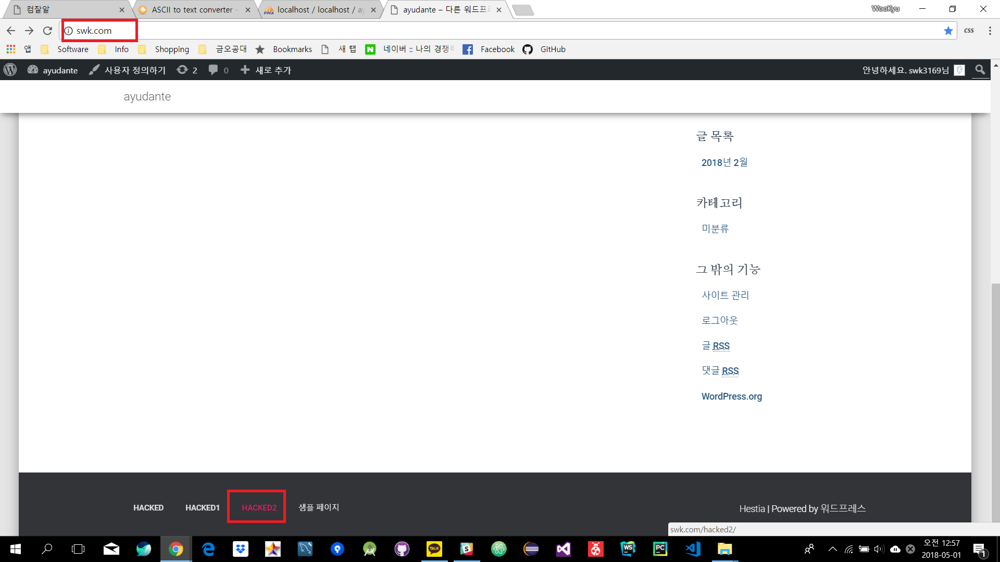 컴잘알
ASCII to text converter -
localhost / localhost / ay
ayudante – 다른 워드프레
WooKyu
swk.com
css
앱
Software
Info
Shopping
금오공대
Bookmarks
새 탭
네이버 :: 나의 경쟁력
Facebook
GitHub
ayudante
사용자 정의하기
2
0
새로 추가
안녕하세요. swk3169님
ayudante
글 목록
2018년 2월
카테고리
미분류
그 밖의 기능
사이트 관리
로그아웃
글 RSS
댓글 RSS
WordPress.org
HACKED
HACKED1
HACKED2
샘플 페이지
Hestia | Powered by 워드프레스
swk.com/hacked2/
오전 12:57
2018-05-01
1